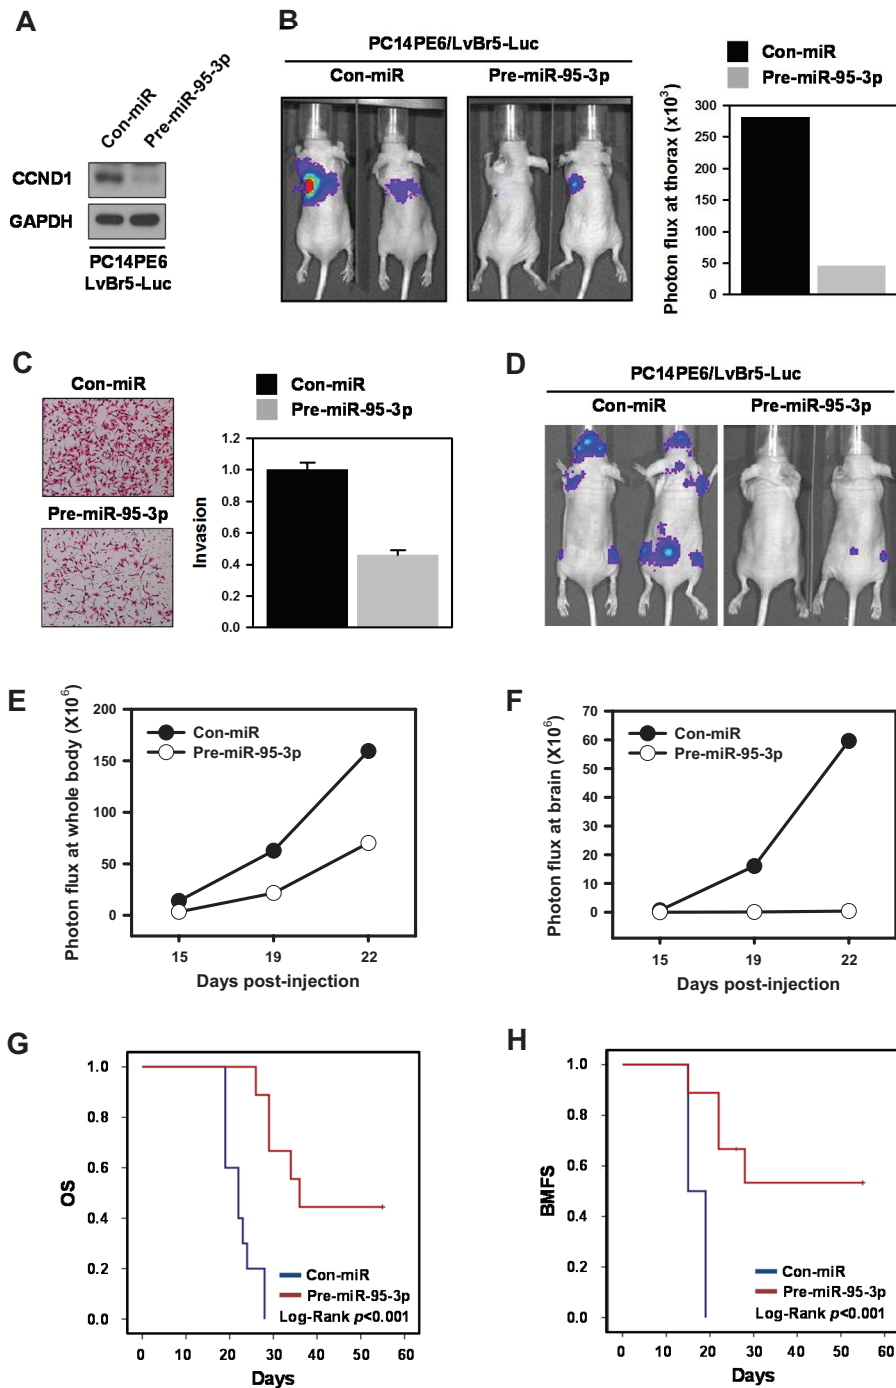 A
Con-miR
Pre-miR-95-3p
CCND1
GAPDH
PC14PE6
LvBr5-Luc
B
PC14PE6/LvBr5-Luc
Con-miR
Pre-miR-95-3p
Con-miR
Pre-miR-95-3p
Photon flux at thorax (x10³)
300
250
200
150
100
50
0
C
Con-miR
Pre-miR-95-3p
Con-miR
Pre-miR-95-3p
Invasion
1.2
1.0
0.8
0.6
0.4
0.2
0.0
D
PC14PE6/LvBr5-Luc
Con-miR
Pre-miR-95-3p
E
Photon flux at whole body (X10⁶)
200
150
100
50
0
Con-miR
Pre-miR-95-3p
15 19 22
Days post-injection
F
Photon flux at brain (X10⁶)
70
60
50
40
30
20
10
0
Con-miR
Pre-miR-95-3p
15 19 22
Days post-injection
G
OS
1.0
0.8
0.6
0.4
0.2
0.0
Con-miR
Pre-miR-95-3p
Log-Rank p<0.001
0 10 20 30 40 50 60
Days
H
BMFS
1.0
0.8
0.6
0.4
0.2
0.0
Con-miR
Pre-miR-95-3p
Log-Rank p<0.001
0 10 20 30 40 50 60
Days